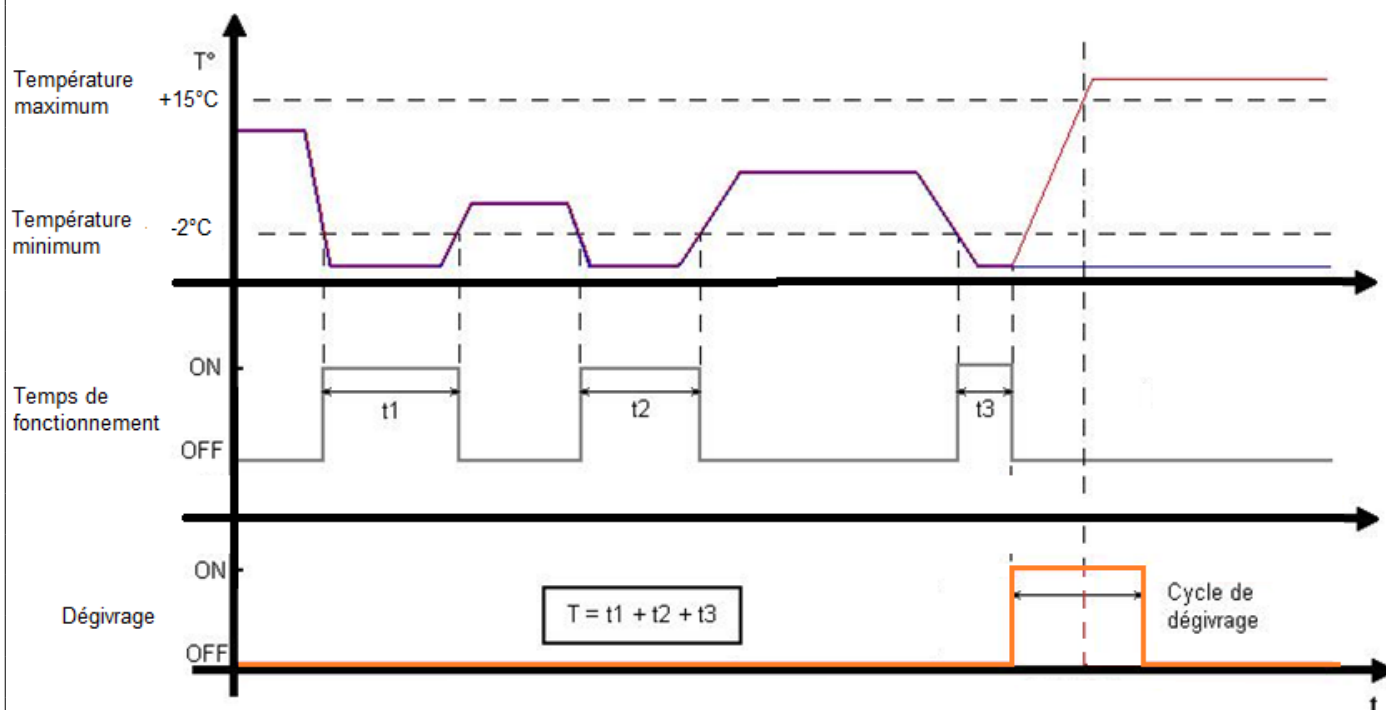 T°
Température
maximum
+15°C
Température
minimum
-2°C
ON
Temps de
fonctionnement
t1
t2
t3
OFF
ON
Dégivrage
T = t1 + t2 + t3
Cycle de
dégivrage
OFF
t